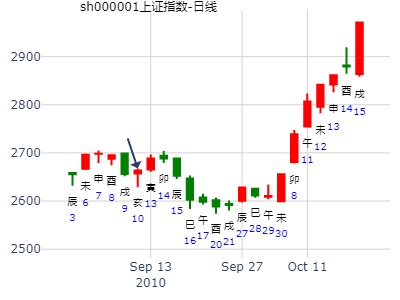 sh000001上证指数-日线
2900
2800
2700
2600
2500
辰
3
未
6
申
7
酉
8
戌
9
亥
10
寅
13
卯
14
辰
15
巳
16
午
17
酉
20
戌
21
辰
27
巳
28
午
29
未
30
卯
8
午
11
未
12
申
13
酉
14
戌
15
Sep 13
2010
Sep 27
Oct 11